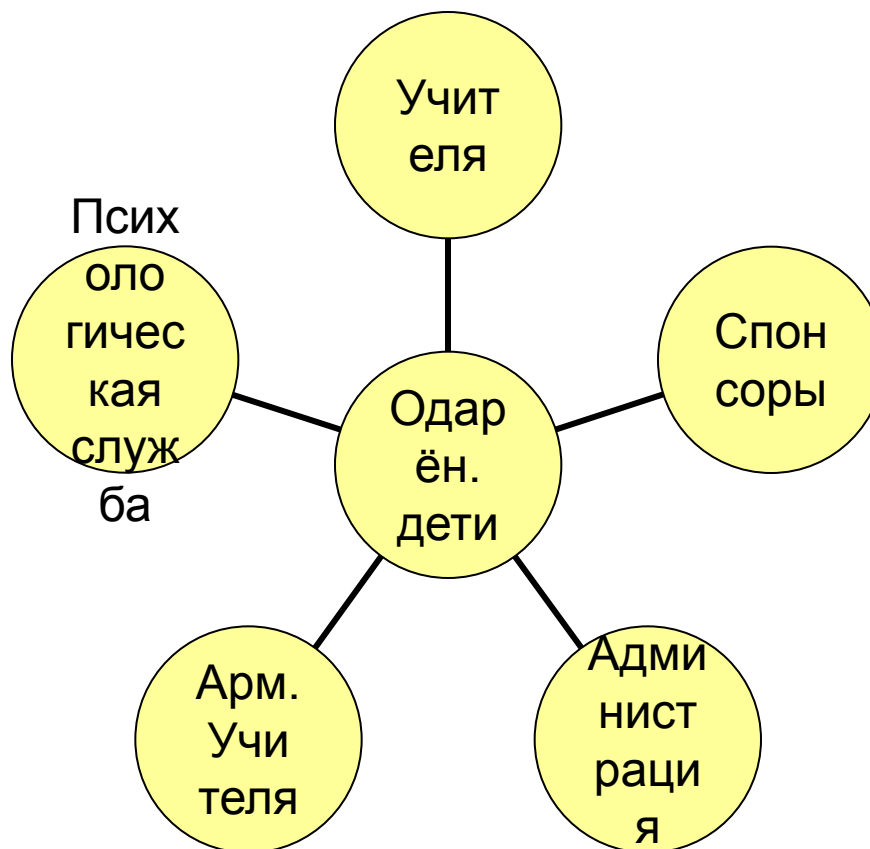 Учит
еля
Псих
оло
гичес
кая
служ
ба
Спон
соры
Одар
ён.
дети
Арм.
Учи
теля
Адми
нист
раци
я